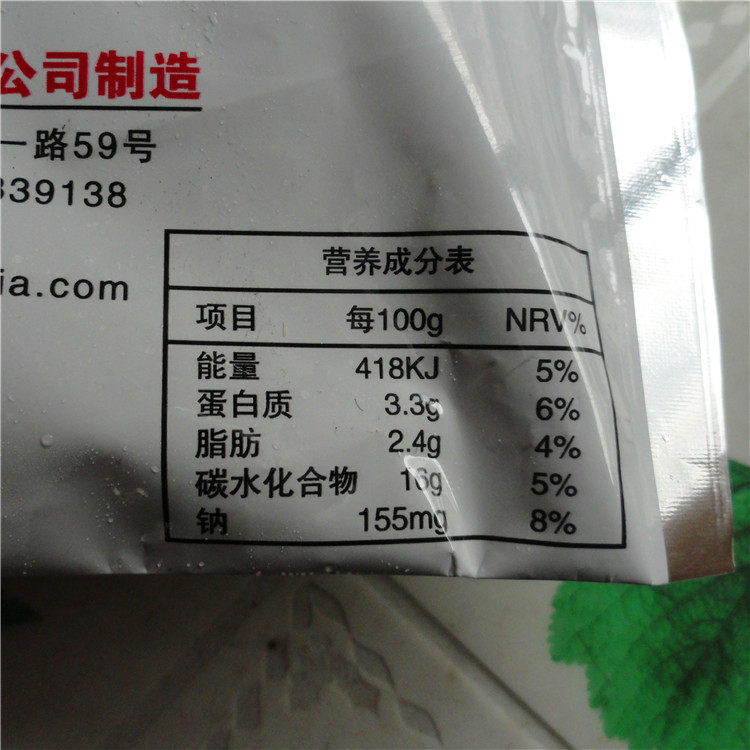 公司制造
一路59号
339138
ia.com
营养成分表
项目 每100g NRV%
能量 418KJ 5%
蛋白质 3.3g 6%
脂肪 2.4g 4%
碳水化合物 16g 5%
钠 155mg 8%